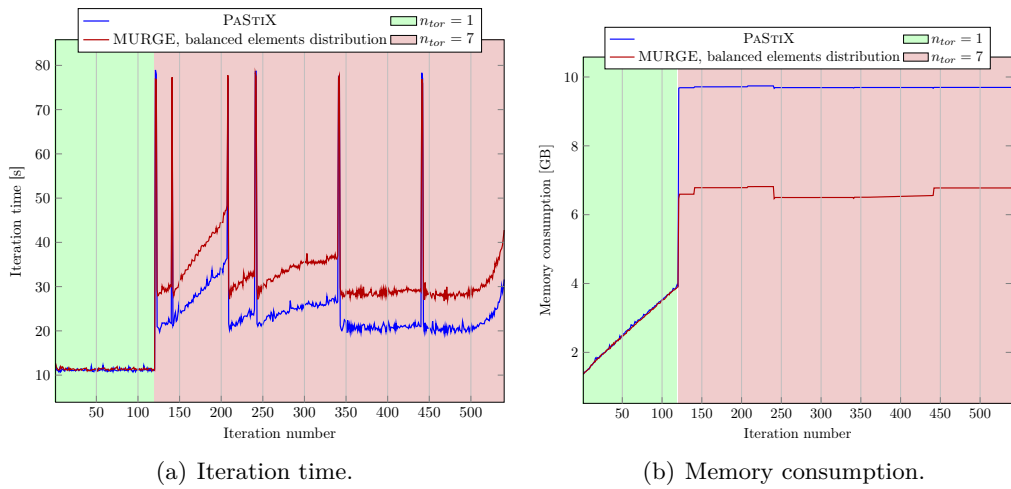 PASTIX
MURGE, balanced elements distribution
n_tor = 1
n_tor = 7
80
70
60
50
40
30
20
10
Iteration time [s]
50 100 150 200 250 300 350 400 450 500
Iteration number
(a) Iteration time.
PASTIX
MURGE, balanced elements distribution
n_tor = 1
n_tor = 7
10
8
6
4
2
Memory consumption [GB]
50 100 150 200 250 300 350 400 450 500
Iteration number
(b) Memory consumption.